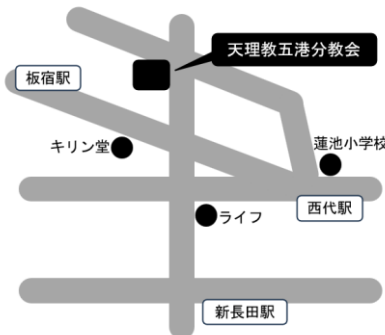 天理教五港分教会
板宿駅
キリン堂
蓮池小学校
西代駅
ライフ
新長田駅